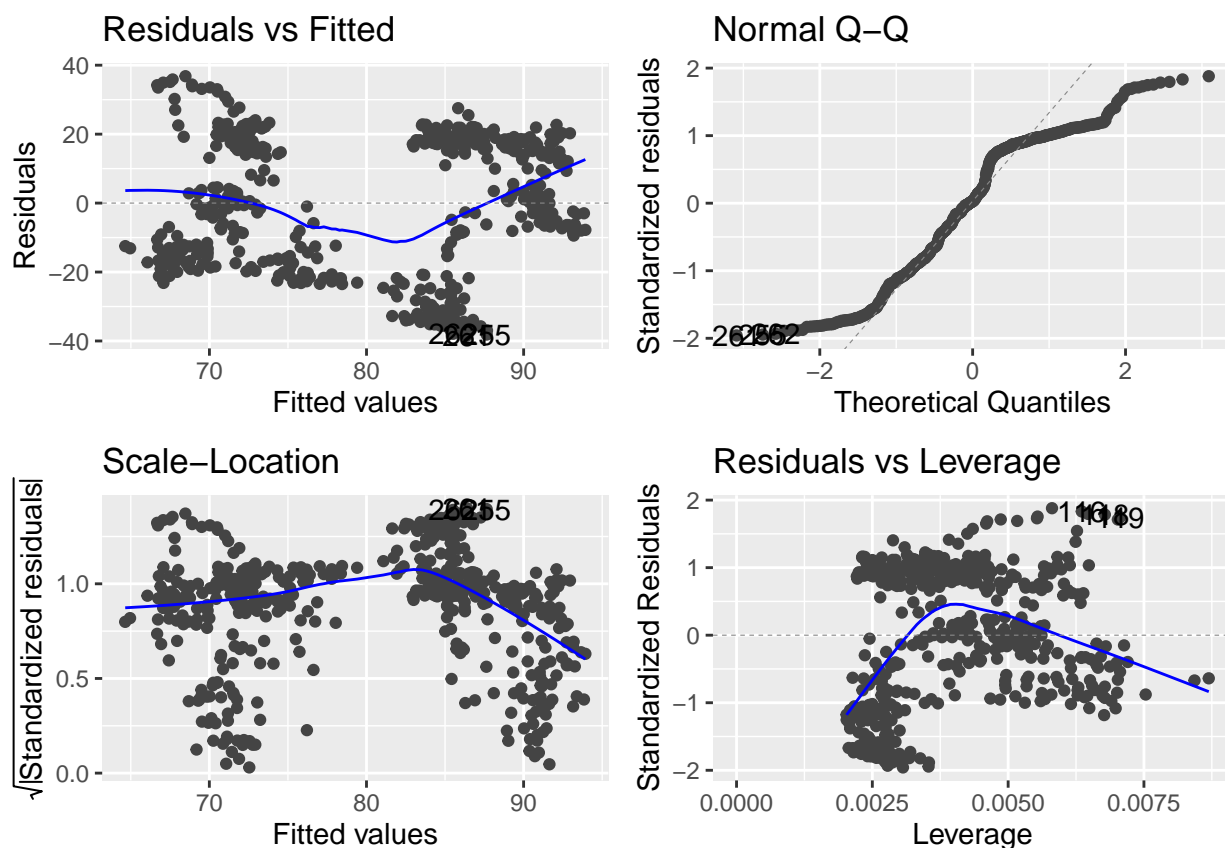 Residuals vs Fitted
Residuals
40
20
0
−20
−40
70
80
90
Fitted values
Normal Q−Q
Standardized residuals
2
1
0
−1
−2
−2
0
2
Theoretical Quantiles
Scale−Location
√|Standardized residuals|
1.0
0.5
0.0
70
80
90
Fitted values
Residuals vs Leverage
Standardized Residuals
2
1
0
−1
−2
116
118
119
0.0000
0.0025
0.0050
0.0075
Leverage